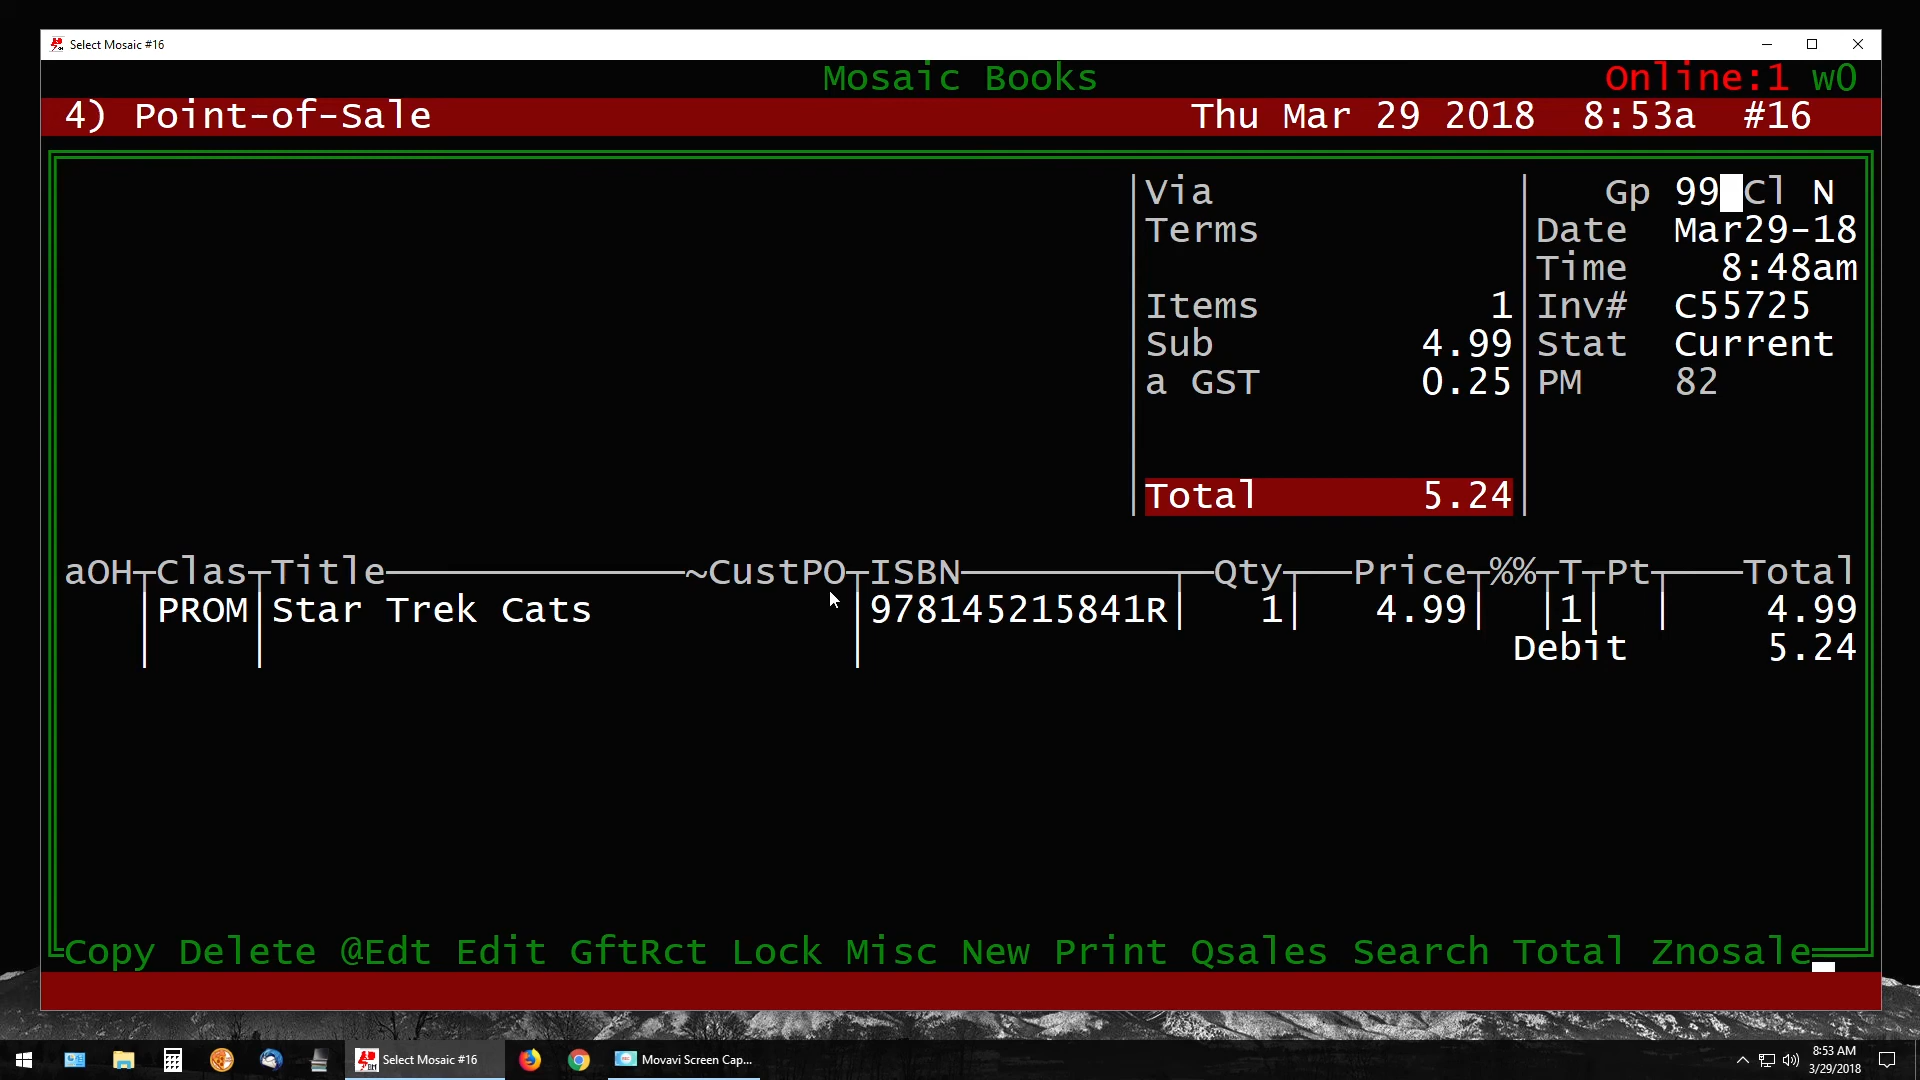 Select Mosaic #16
Mosaic Books Online:1 wO
4) Point-of-Sale Thu Mar 29 2018 8:53a #16
Via Gp 99 Cl N
Terms Date Mar29-18
Time 8:48am
Items 1 Inv# C55725
Sub 4.99 Stat Current
a GST 0.25 PM 82
Total 5.24
aOH Clas Title ~CustPO ISBN Qty Price %% T Pt Total
PROM Star Trek Cats 978145215841R 1 4.99 1 4.99
Debit 5.24
Copy Delete @Edt Edit GftRct Lock Misc New Print Qsales Search Total Znosale
Select Mosaic #16 Movavi Screen Cap... 8:53 AM
3/29/2018